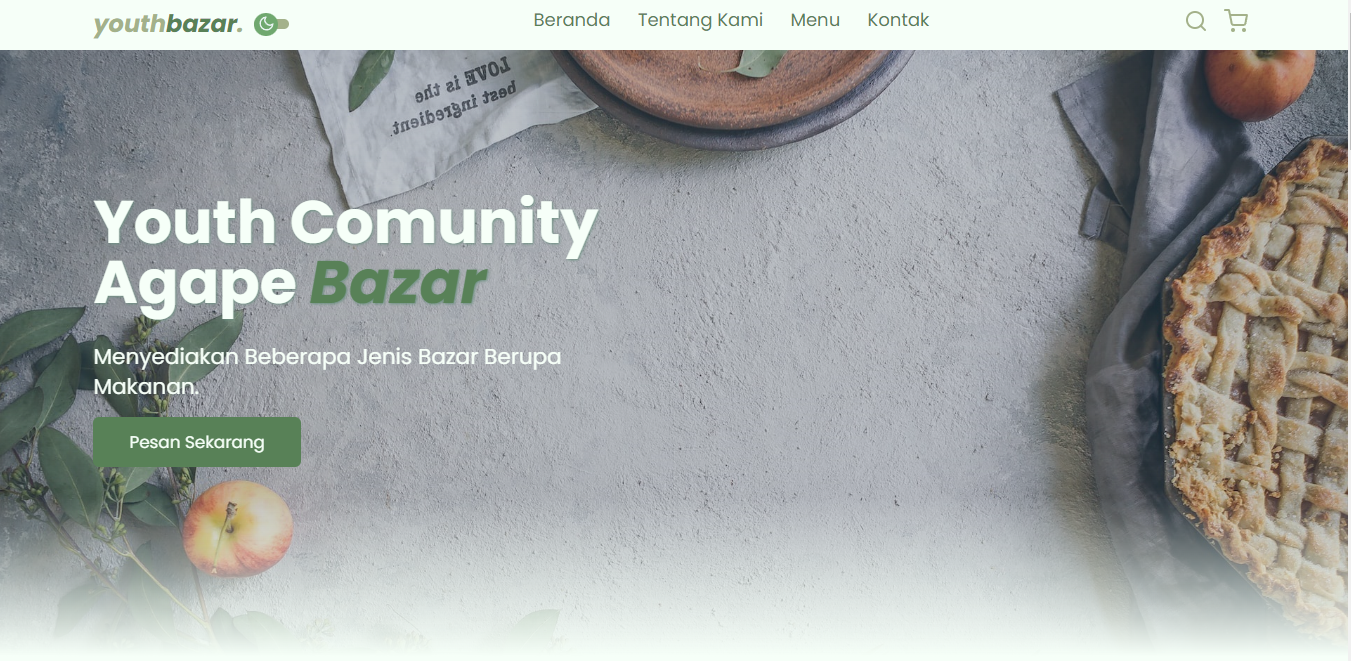 youthbazar.
Beranda Tentang Kami Menu Kontak
LOVE is the
best ingredient
Youth Comunity
Agape Bazar
Menyediakan Beberapa Jenis Bazar Berupa
Makanan.
Pesan Sekarang